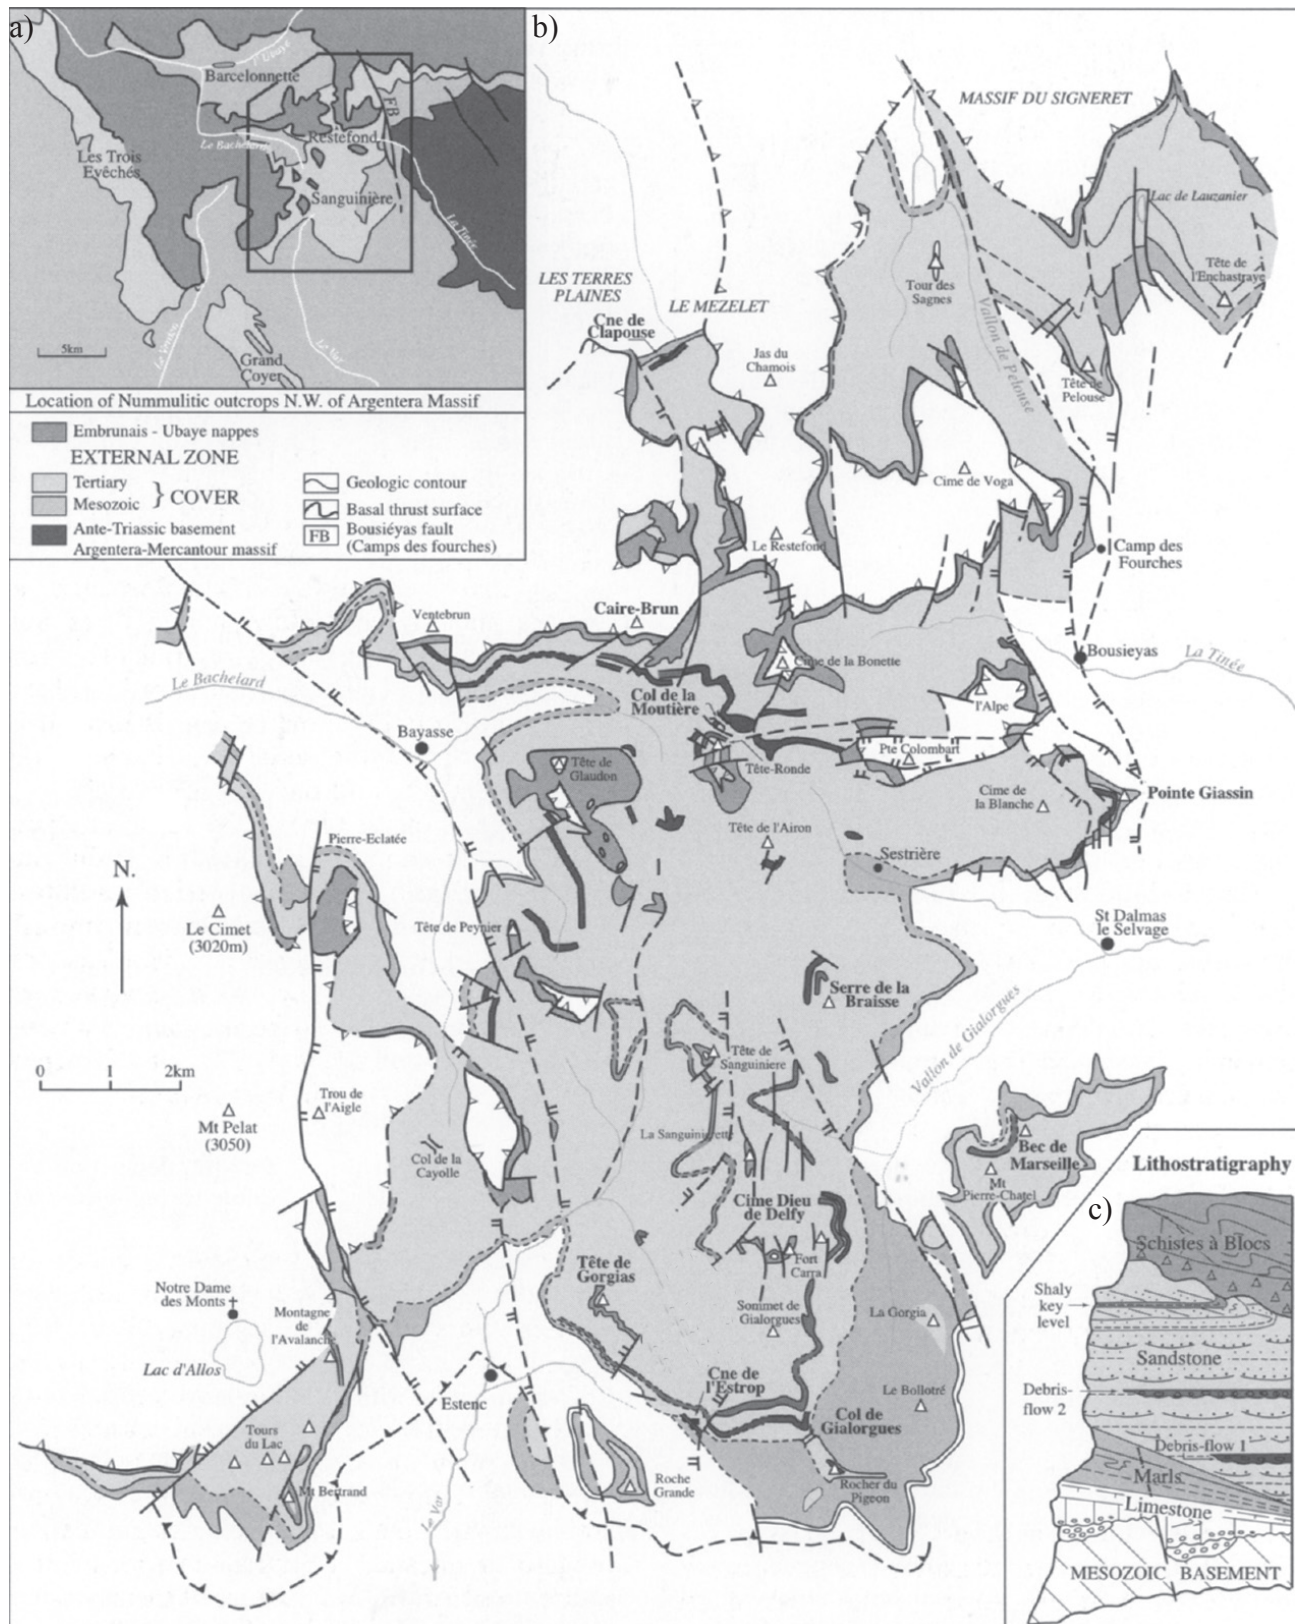 a)
l'Ubaye
Barcelonnette
FB
Le Bachelard
Restefond
Les Trois
Evêchés
Sanguinière
La Tinée
Le Verdon
Le Var
Grand
Coyer
5km
Location of Nummulitic outcrops N.W. of Argentera Massif
Embrunais - Ubaye nappes
EXTERNAL ZONE
Tertiary
Mesozoic
} COVER
Ante-Triassic basement
Argentera-Mercantour massif
Geologic contour
Basal thrust surface
FB
Bousiéyas fault
(Camps des fourches)
b)
MASSIF DU SIGNERET
Lac de Lauzanier
Tête de
l'Enchastraye
LES TERRES
PLAINES
LE MEZELET
Cne de
Clapouse
Tour des
Sagnes
Vallon de Pelouse
Jas du
Chamois
Tête de
Pelouse
Cime de Voga
Le Restefond
Camp des
Fourches
Ventebrun
Caire-Brun
Cime de la Bonette
Bousieyas
La Tinée
Le Bachelard
Col de la
Moutière
l'Alpe
Bayasse
Pte Colombart
Tête de
Glaudon
Tête-Ronde
Cime de
la Blanche
Pointe Giassin
Pierre-Eclatée
Tête de l'Airon
Sestrière
N.
Le Cimet
(3020m)
Tête de Peynier
St Dalmas
le Selvage
Serre de la
Braisse
Vallon de Gialorgues
Tête de
Sanguiniere
0 1 2km
Trou de
l'Aigle
Mt Pelat
(3050)
La Sanguinierette
Col de la
Cayolle
Bec de
Marseille
Mt
Pierre-Chatel
Cime Dieu
de Delfy
Fort
Carra
Tête de
Gorgias
Notre Dame
des Monts
Montagne
de
l'Avalanche
Sommet de
Gialorgues
La Gorgia
Lac d'Allos
Estenc
Cne de
l'Estrop
Le Bollotré
Col de
Gialorgues
Tours
du Lac
Mt Bertrand
Le Var
Roche
Grande
Rocher du
Pigeon
Lithostratigraphy
c)
Schistes à Blocs
Shaly
key
level
Sandstone
Debris-
flow 2
Debris-flow 1
Marls
Limestone
MESOZOIC BASEMENT